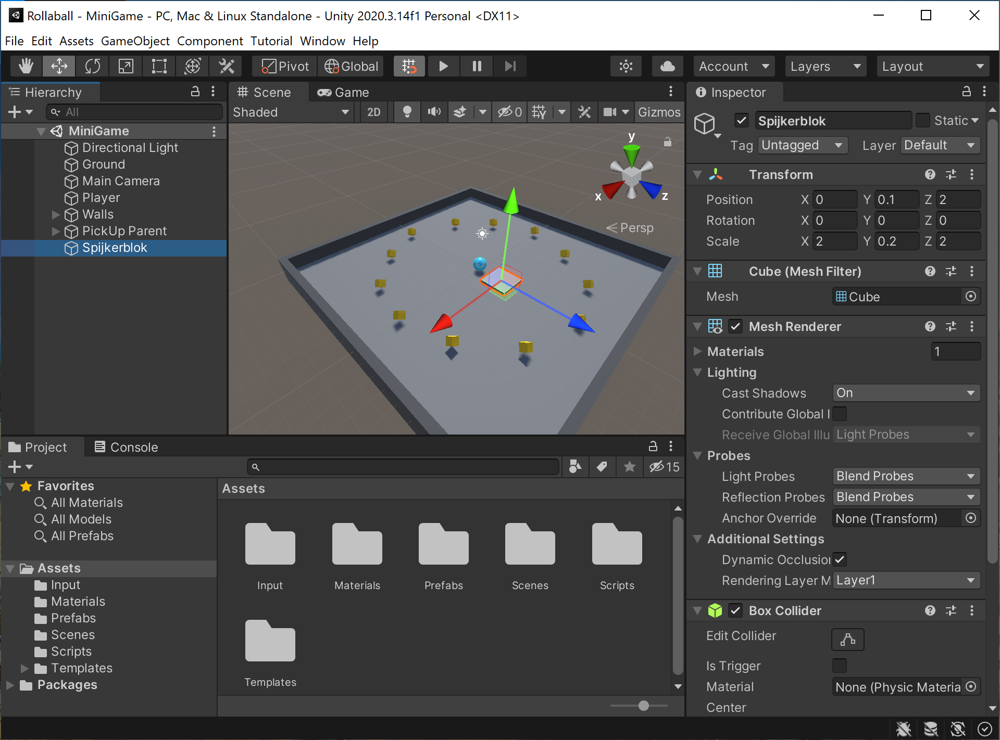 Rollaball - MiniGame - PC, Mac & Linux Standalone - Unity 2020.3.14f1 Personal <DX11>
File Edit Assets GameObject Component Tutorial Window Help
Pivot Global Account Layers Layout
Hierarchy
All
MiniGame
Directional Light
Ground
Main Camera
Player
Walls
PickUp Parent
Spijkerblok
Scene Game
Shaded 2D 0 Gizmos
y
x
z
Persp
Inspector
Spijkerblok Static
Tag Untagged Layer Default
Transform
Position X 0 Y 0.1 Z 2
Rotation X 0 Y 0 Z 0
Scale X 2 Y 0.2 Z 2
Cube (Mesh Filter)
Mesh Cube
Mesh Renderer
Materials 1
Lighting
Cast Shadows On
Contribute Global I
Receive Global Illu Light Probes
Probes
Light Probes Blend Probes
Reflection Probes Blend Probes
Anchor Override None (Transform)
Additional Settings
Dynamic Occlusion
Rendering Layer M Layer1
Box Collider
Edit Collider
Is Trigger
Material None (Physic Materia
Center
Project Console
15
Favorites
All Materials
All Models
All Prefabs
Assets
Input
Materials
Prefabs
Scenes
Scripts
Templates
Packages
Assets
Input Materials Prefabs Scenes Scripts
Templates